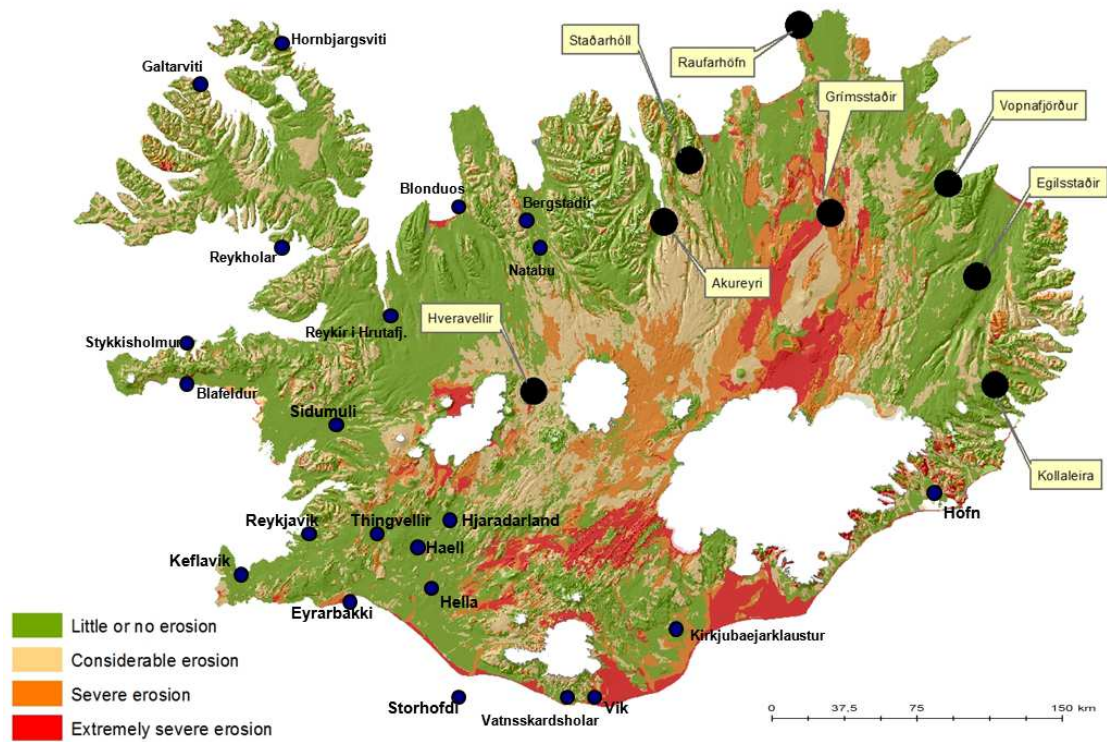 Hornbjargsviti
Staðarhóll
Galtarviti
Raufarhöfn
Grímsstaðir
Vopnafjörður
Egilsstaðir
Blonduos
Bergstadir
Reykholar
Natabu
Akureyri
Hveravellir
Reykir i Hrutafj.
Stykkisholmur
Blafeldur
Sidumuli
Kollaleira
Hofn
Reykjavik
Thingvellir
Hjaradarland
Haell
Keflavik
Hella
Eyrarbakki
Little or no erosion
Kirkjubaejarklaustur
Considerable erosion
Severe erosion
Storhofdi
Vatnsskardsholar
Vik
Extremely severe erosion
0 37.5 75 150 km